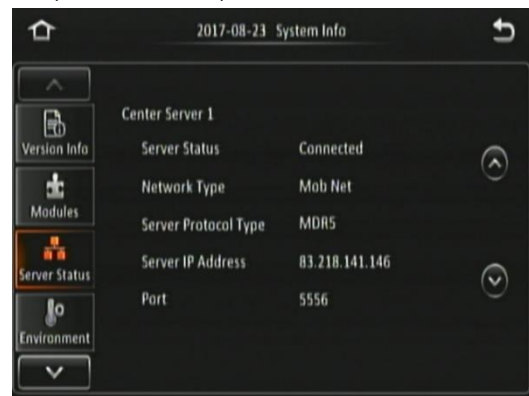 2017-08-23 System Info
Version Info
Modules
Server Status
Environment
Center Server 1
Server Status Connected
Network Type Mob Net
Server Protocol Type MDR5
Server IP Address 83.218.141.146
Port 5556